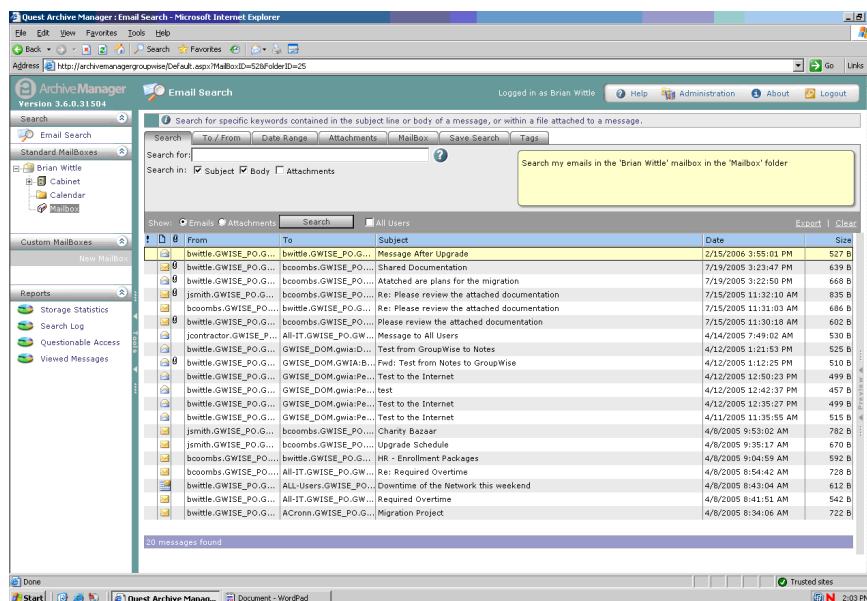 Quest Archive Manager : Email Search - Microsoft Internet Explorer
File Edit View Favorites Tools Help
Back Search Favorites
Address http://archivemanagergroupwise/Default.aspx?MailBoxID=52&FolderID=25 Go Links
Archive Manager
Version 3.6.0.31504
Email Search Logged in as Brian Wittle Help Administration About Logout
Search
Email Search
Standard MailBoxes
Brian Wittle
Cabinet
Calendar
Mailbox
Custom MailBoxes
New MailBox
Reports
Storage Statistics
Search Log
Questionable Access
Viewed Messages
Tools
Search for specific keywords contained in the subject line or body of a message, or within a file attached to a message.
Search To / From Date Range Attachments MailBox Save Search Tags
Search for:
Search in: Subject Body Attachments
Search my emails in the 'Brian Wittle' mailbox in the 'Mailbox' folder
Show: Emails Attachments Search All Users Export | Clear
! From To Subject Date Size
bwittle.GWISE_PO.G... bwittle.GWISE_PO.G... Message After Upgrade 2/15/2006 3:55:01 PM 527 B
bwittle.GWISE_PO.G... bcoombs.GWISE_PO.... Shared Documentation 7/19/2005 3:23:47 PM 639 B
bwittle.GWISE_PO.G... bcoombs.GWISE_PO.... Atatched are plans for the migration 7/19/2005 3:22:50 PM 668 B
jsmith.GWISE_PO.G... bcoombs.GWISE_PO.... Re: Please review the attached documentation 7/15/2005 11:32:10 AM 835 B
bcoombs.GWISE_PO.... bwittle.GWISE_PO.G... Re: Please review the attached documentation 7/15/2005 11:31:03 AM 686 B
bwittle.GWISE_PO.G... bcoombs.GWISE_PO.... Please review the attached documentation 7/15/2005 11:30:18 AM 602 B
jcontractor.GWISE_P... All-IT.GWISE_PO.GW... Message to All Users 4/14/2005 7:49:02 AM 530 B
bwittle.GWISE_PO.G... GWISE_DOM.gwia:D... Test from GroupWise to Notes 4/12/2005 1:21:53 PM 525 B
bwittle.GWISE_PO.G... GWISE_DOM.GWIA:B... Fwd: Test from Notes to GroupWise 4/12/2005 1:12:25 PM 510 B
bwittle.GWISE_PO.G... GWISE_DOM.gwia:Pe... Test to the Internet 4/12/2005 12:50:23 PM 499 B
bwittle.GWISE_PO.G... GWISE_DOM.gwia:Pe... test 4/12/2005 12:42:37 PM 457 B
bwittle.GWISE_PO.G... GWISE_DOM.gwia:Pe... Test to the Internet 4/12/2005 12:35:27 PM 499 B
bwittle.GWISE_PO.G... GWISE_DOM.gwia:Pe... Test to the Internet 4/11/2005 11:35:55 AM 515 B
jsmith.GWISE_PO.G... bcoombs.GWISE_PO.... Charity Bazaar 4/8/2005 9:53:02 AM 782 B
jsmith.GWISE_PO.G... bcoombs.GWISE_PO.... Upgrade Schedule 4/8/2005 9:35:17 AM 670 B
bcoombs.GWISE_PO.... bwittle.GWISE_PO.G... HR - Enrollment Packages 4/8/2005 9:04:59 AM 592 B
bcoombs.GWISE_PO.... All-IT.GWISE_PO.GW... Re: Required Overtime 4/8/2005 8:54:42 AM 728 B
bwittle.GWISE_PO.G... ALL-Users.GWISE_PO... Downtime of the Network this weekend 4/8/2005 8:43:04 AM 612 B
bwittle.GWISE_PO.G... All-IT.GWISE_PO.GW... Required Overtime 4/8/2005 8:41:51 AM 542 B
bwittle.GWISE_PO.G... ACronn.GWISE_PO.G... Migration Project 4/8/2005 8:34:06 AM 722 B
Preview
20 messages found
Done Trusted sites
Start Quest Archive Manag... Document - WordPad 2:03 PM